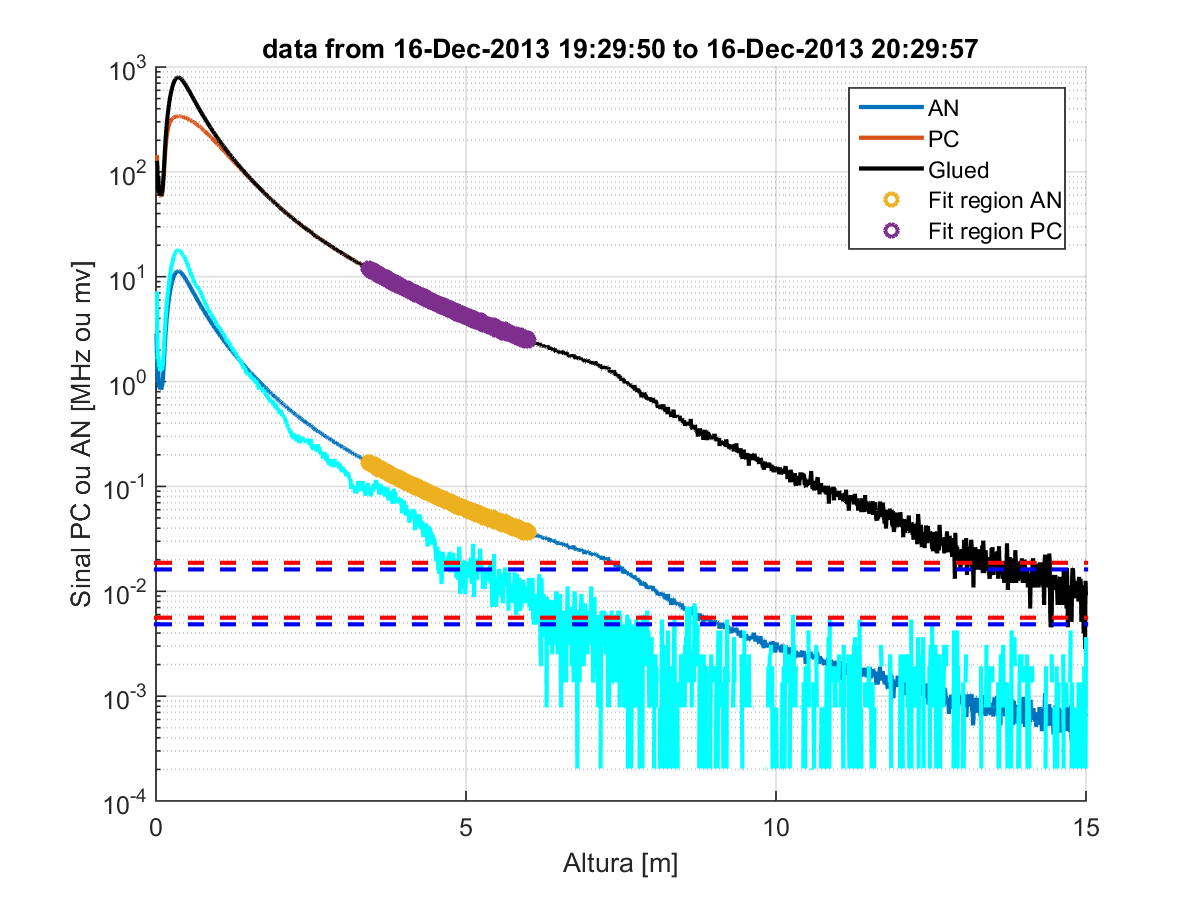 data from 16-Dec-2013 19:29:50 to 16-Dec-2013 20:29:57
Sinal PC ou AN [MHz ou mv]
10^3
10^2
10^1
10^0
10^-1
10^-2
10^-3
10^-4
AN
PC
Glued
Fit region AN
Fit region PC
0 5 10 15
Altura [m]